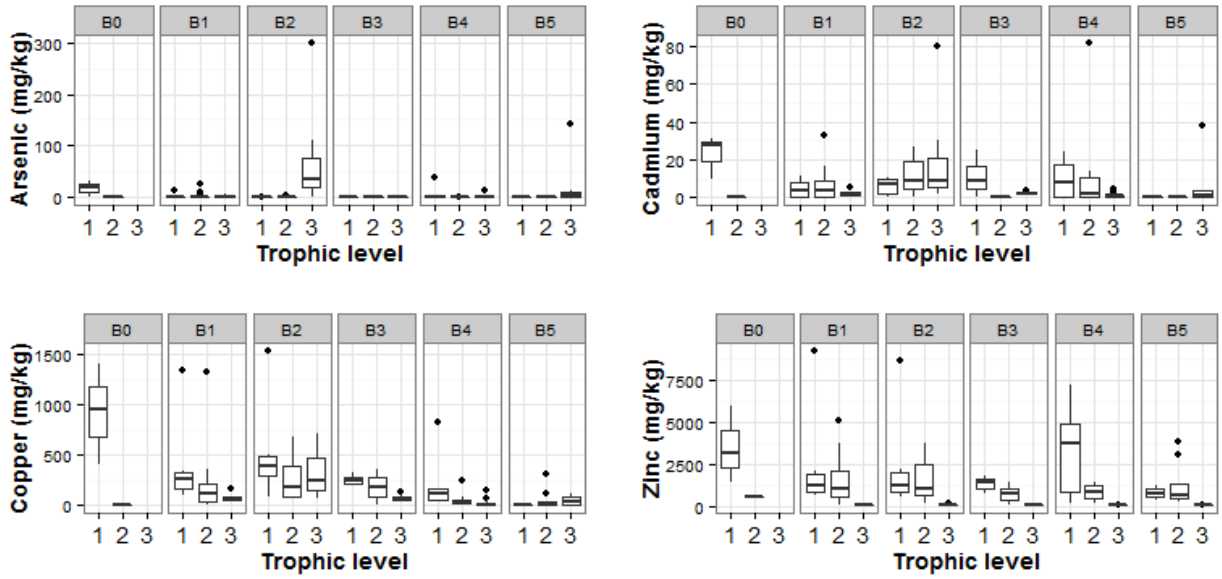 B0 B1 B2 B3 B4 B5
Arsenic (mg/kg)
300
200
100
0
1 2 3 1 2 3 1 2 3 1 2 3 1 2 3 1 2 3
Trophic level
B0 B1 B2 B3 B4 B5
Cadmium (mg/kg)
80
60
40
20
0
1 2 3 1 2 3 1 2 3 1 2 3 1 2 3 1 2 3
Trophic level
B0 B1 B2 B3 B4 B5
Copper (mg/kg)
1500
1000
500
0
1 2 3 1 2 3 1 2 3 1 2 3 1 2 3 1 2 3
Trophic level
B0 B1 B2 B3 B4 B5
Zinc (mg/kg)
7500
5000
2500
0
1 2 3 1 2 3 1 2 3 1 2 3 1 2 3 1 2 3
Trophic level